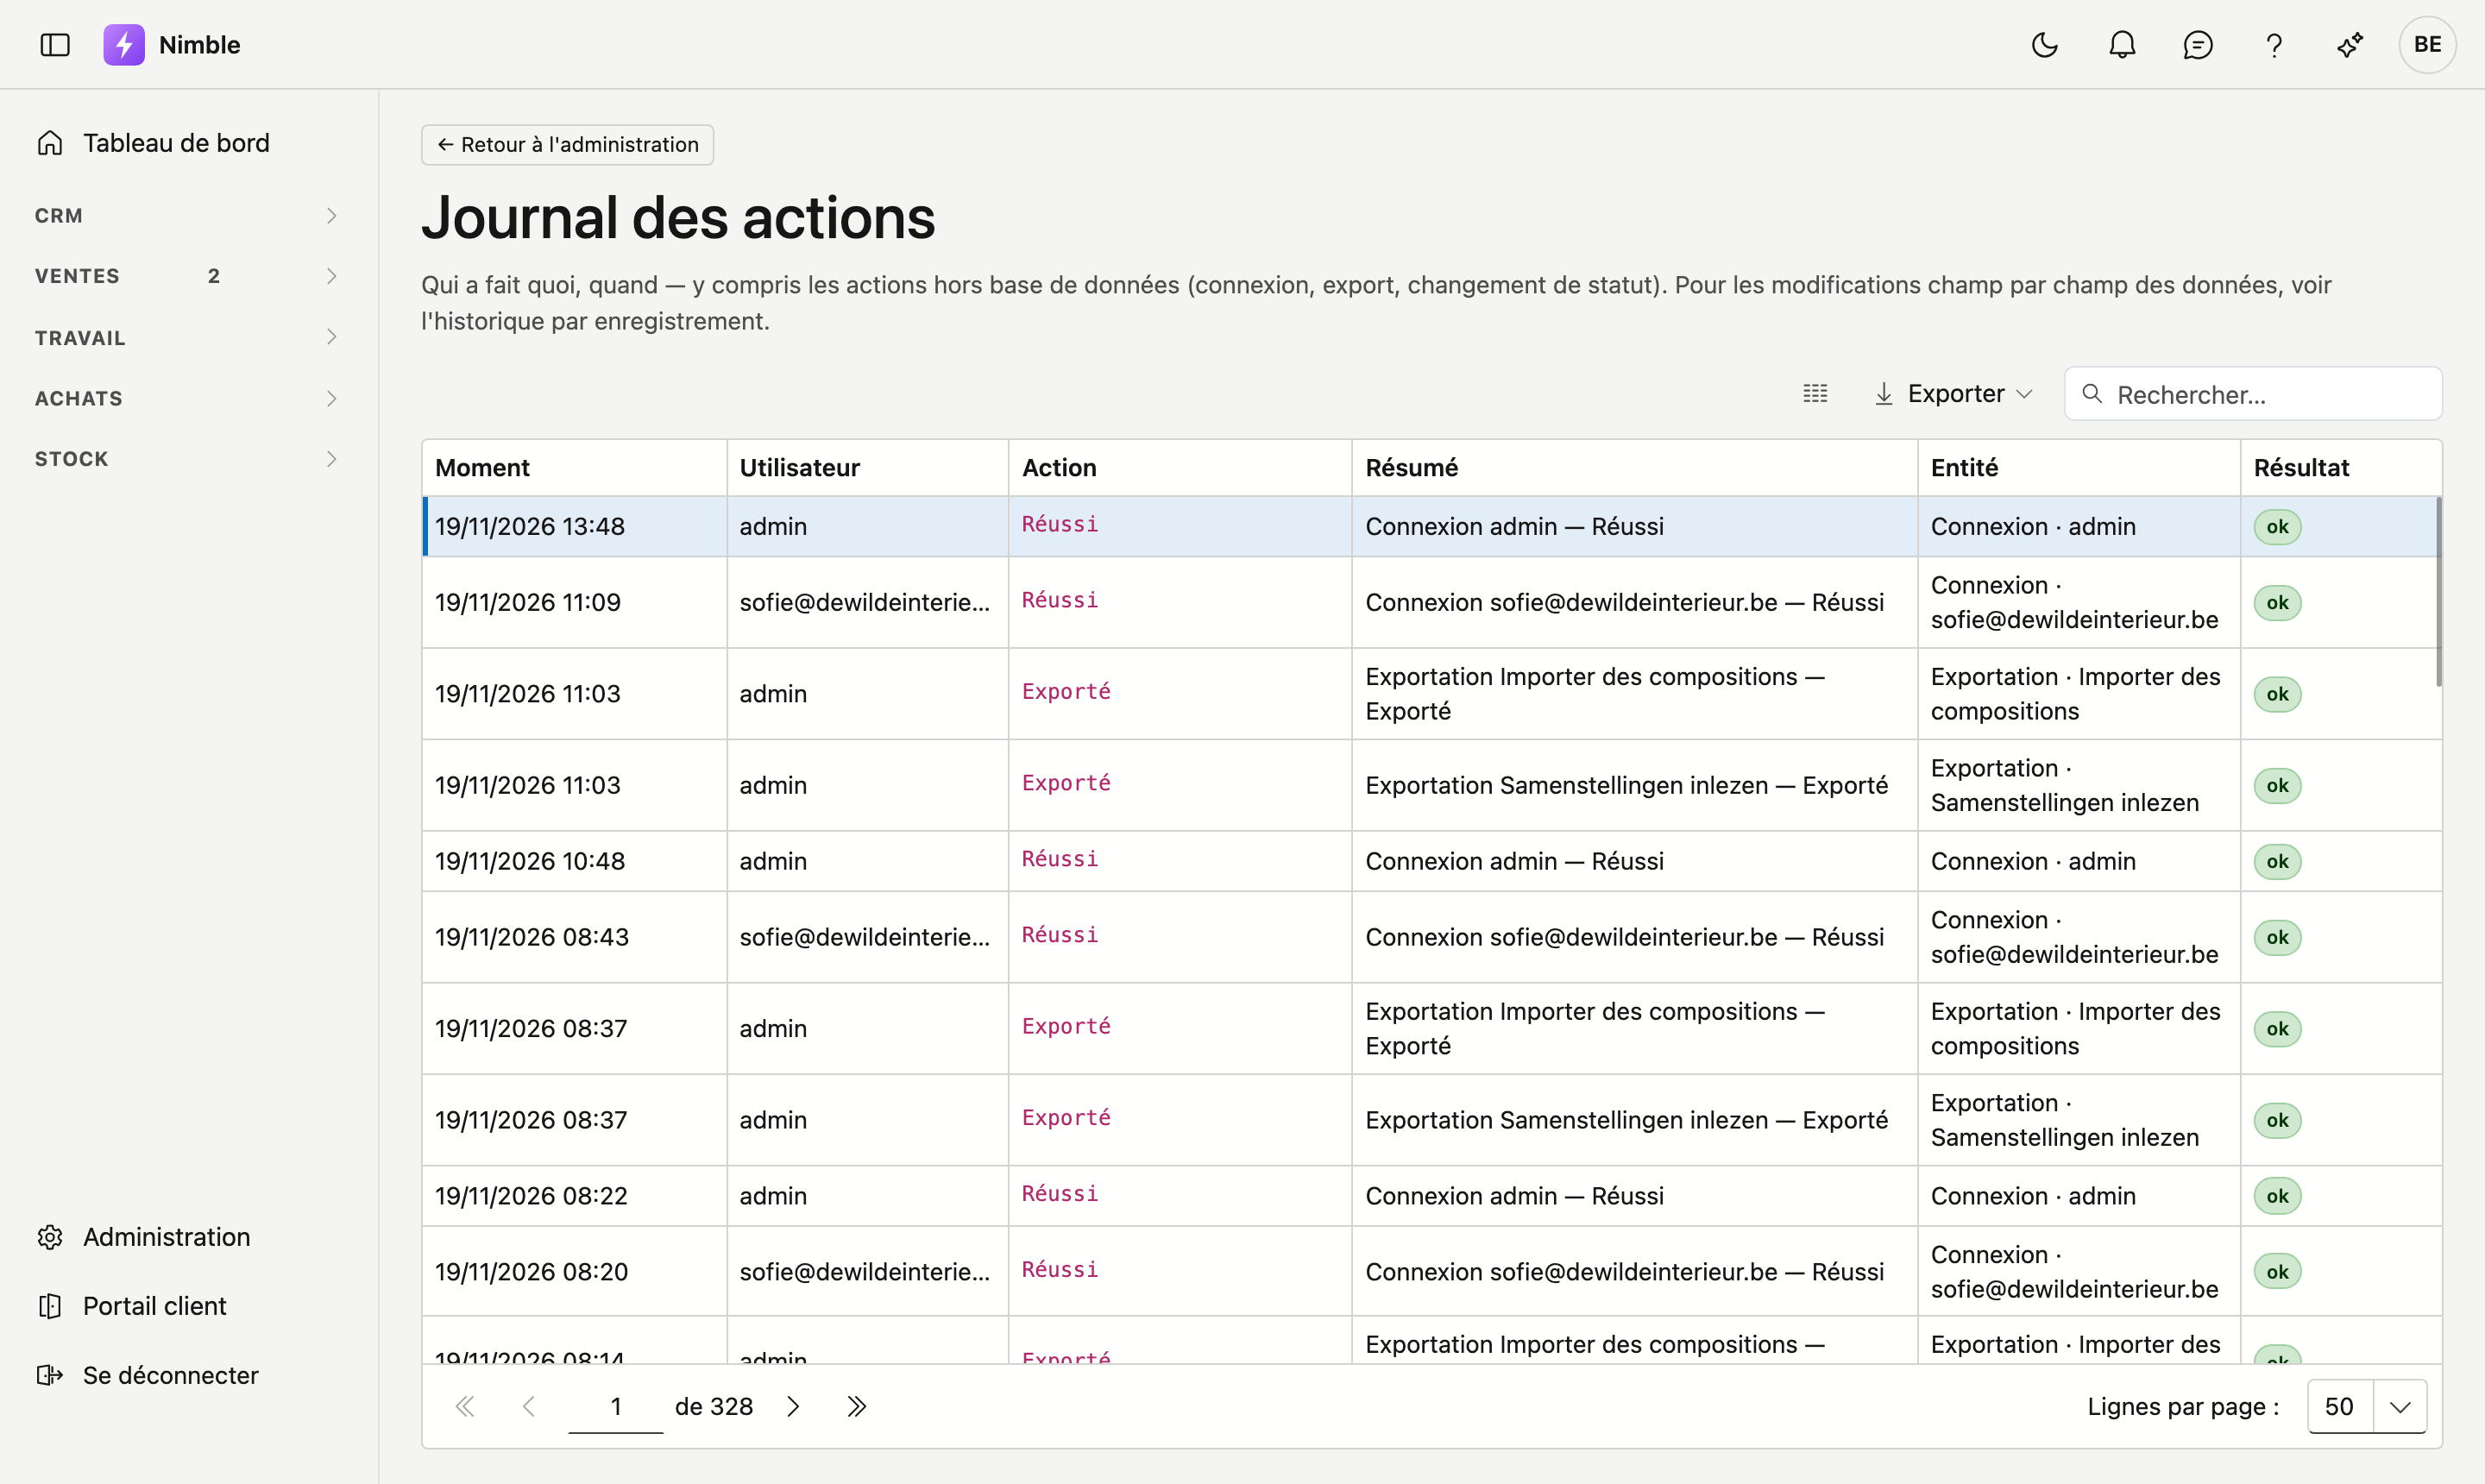 Nimble
BE
Tableau de bord
CRM
VENTES 2
TRAVAIL
ACHATS
STOCK
Administration
Portail client
Se déconnecter
← Retour à l'administration
Journal des actions
Qui a fait quoi, quand — y compris les actions hors base de données (connexion, export, changement de statut). Pour les modifications champ par champ des données, voir
l'historique par enregistrement.
Exporter
Rechercher...
Moment Utilisateur Action Résumé Entité Résultat
19/11/2026 13:48 admin Réussi Connexion admin — Réussi Connexion · admin ok
19/11/2026 11:09 sofie@dewildeinterie... Réussi Connexion sofie@dewildeinterieur.be — Réussi Connexion ·
sofie@dewildeinterieur.be ok
19/11/2026 11:03 admin Exporté Exportation Importer des compositions —
Exporté Exportation · Importer des
compositions ok
19/11/2026 11:03 admin Exporté Exportation Samenstellingen inlezen — Exporté Exportation ·
Samenstellingen inlezen ok
19/11/2026 10:48 admin Réussi Connexion admin — Réussi Connexion · admin ok
19/11/2026 08:43 sofie@dewildeinterie... Réussi Connexion sofie@dewildeinterieur.be — Réussi Connexion ·
sofie@dewildeinterieur.be ok
19/11/2026 08:37 admin Exporté Exportation Importer des compositions —
Exporté Exportation · Importer des
compositions ok
19/11/2026 08:37 admin Exporté Exportation Samenstellingen inlezen — Exporté Exportation ·
Samenstellingen inlezen ok
19/11/2026 08:22 admin Réussi Connexion admin — Réussi Connexion · admin ok
19/11/2026 08:20 sofie@dewildeinterie... Réussi Connexion sofie@dewildeinterieur.be — Réussi Connexion ·
sofie@dewildeinterieur.be ok
19/11/2026 08:14 admin Exporté Exportation Importer des compositions — Exportation · Importer des ok
1 de 328
Lignes par page : 50